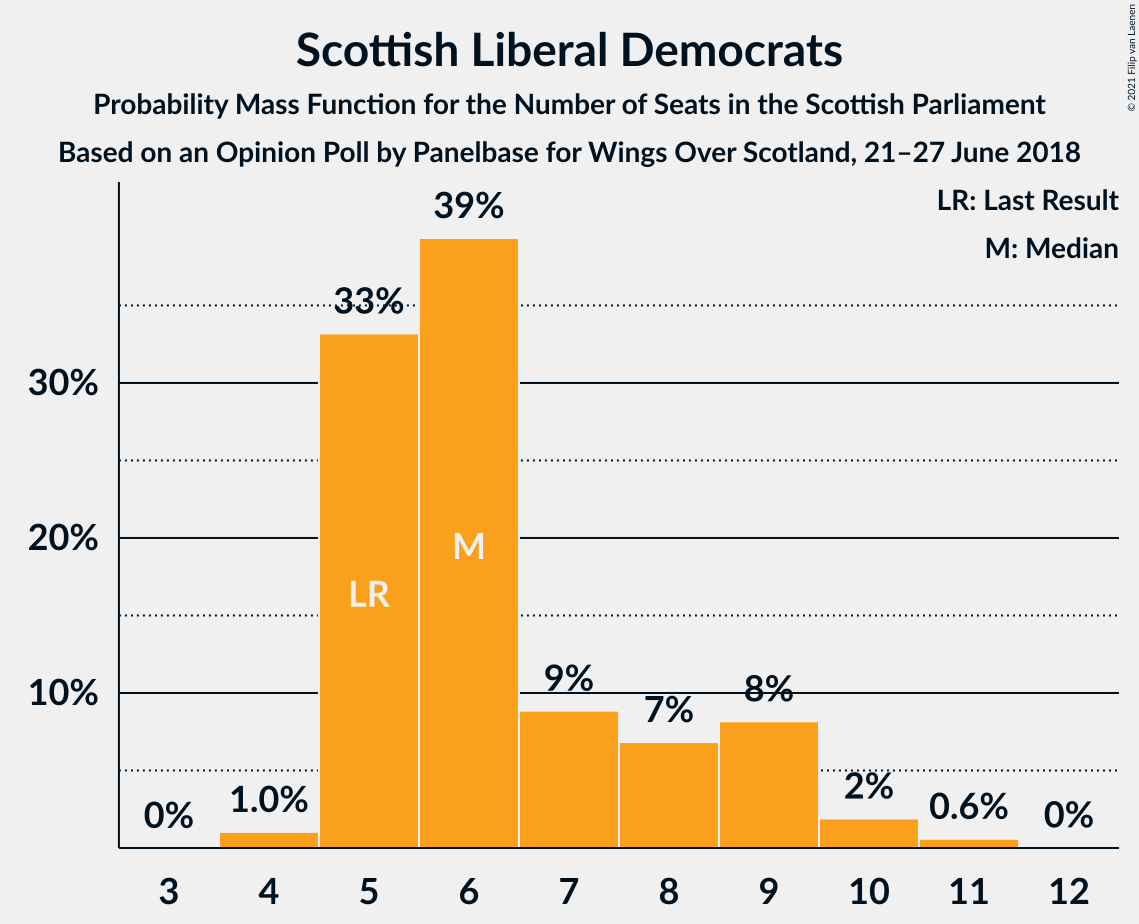 Scottish Liberal Democrats
Probability Mass Function for the Number of Seats in the Scottish Parliament
Based on an Opinion Poll by Panelbase for Wings Over Scotland, 21–27 June 2018
© 2021 Filip van Laenen
LR: Last Result
M: Median
39%
33%
30%
20%
M
LR
9%
10%
8%
7%
2%
1.0%
0.6%
0%
0%
3 4 5 6 7 8 9 10 11 12